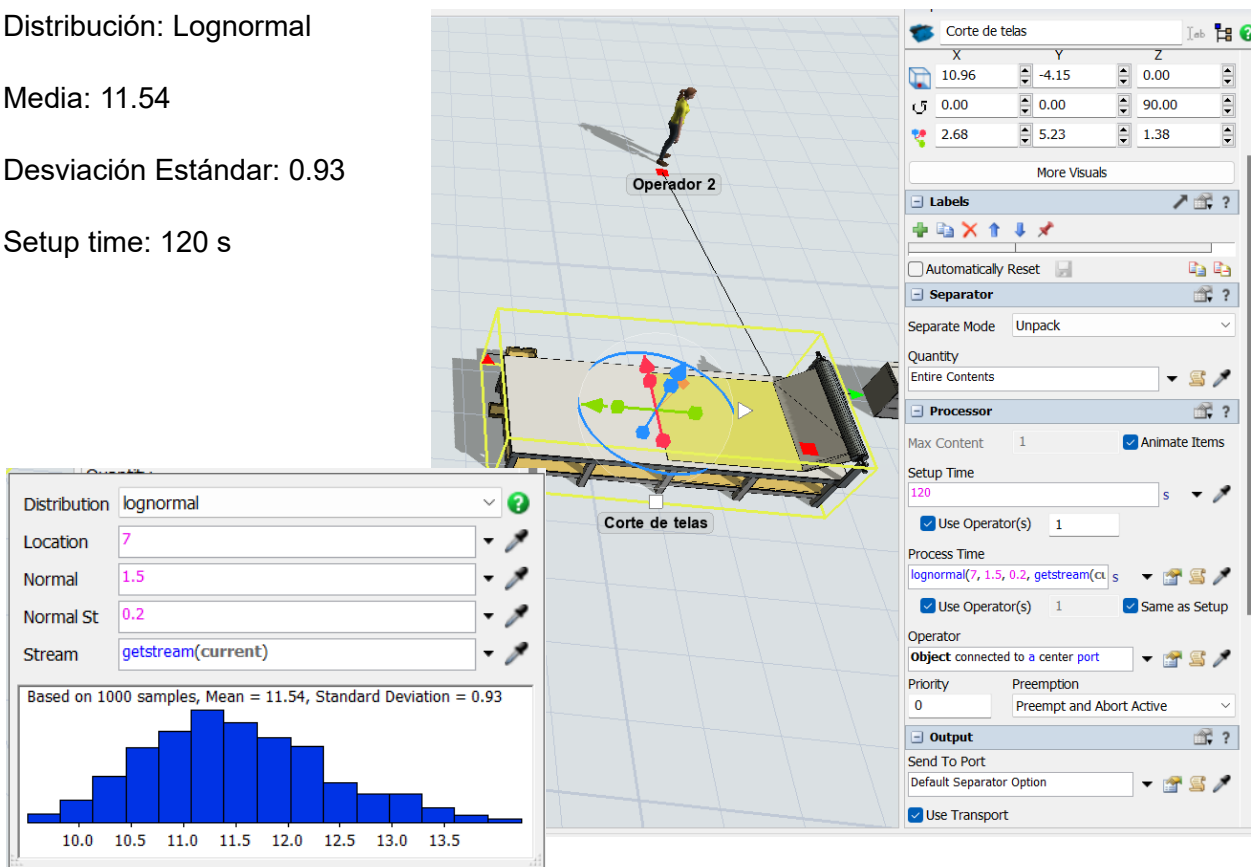 Distribución: Lognormal
Media: 11.54
Desviación Estándar: 0.93
Setup time: 120 s
Operador 2
Corte de telas
Corte de telas
X Y Z
10.96 -4.15 0.00
0.00 0.00 90.00
2.68 5.23 1.38
More Visuals
Labels
Automatically Reset
Separator
Separate Mode Unpack
Quantity
Entire Contents
Processor
Max Content 1 Animate Items
Setup Time
120 s
Use Operator(s) 1
Process Time
lognormal(7, 1.5, 0.2, getstream(cu s
Use Operator(s) 1 Same as Setup
Operator
Object connected to a center port
Priority Preemption
0 Preempt and Abort Active
Output
Send To Port
Default Separator Option
Use Transport
Distribution lognormal
Location 7
Normal 1.5
Normal St 0.2
Stream getstream(current)
Based on 1000 samples, Mean = 11.54, Standard Deviation = 0.93
10.0 10.5 11.0 11.5 12.0 12.5 13.0 13.5